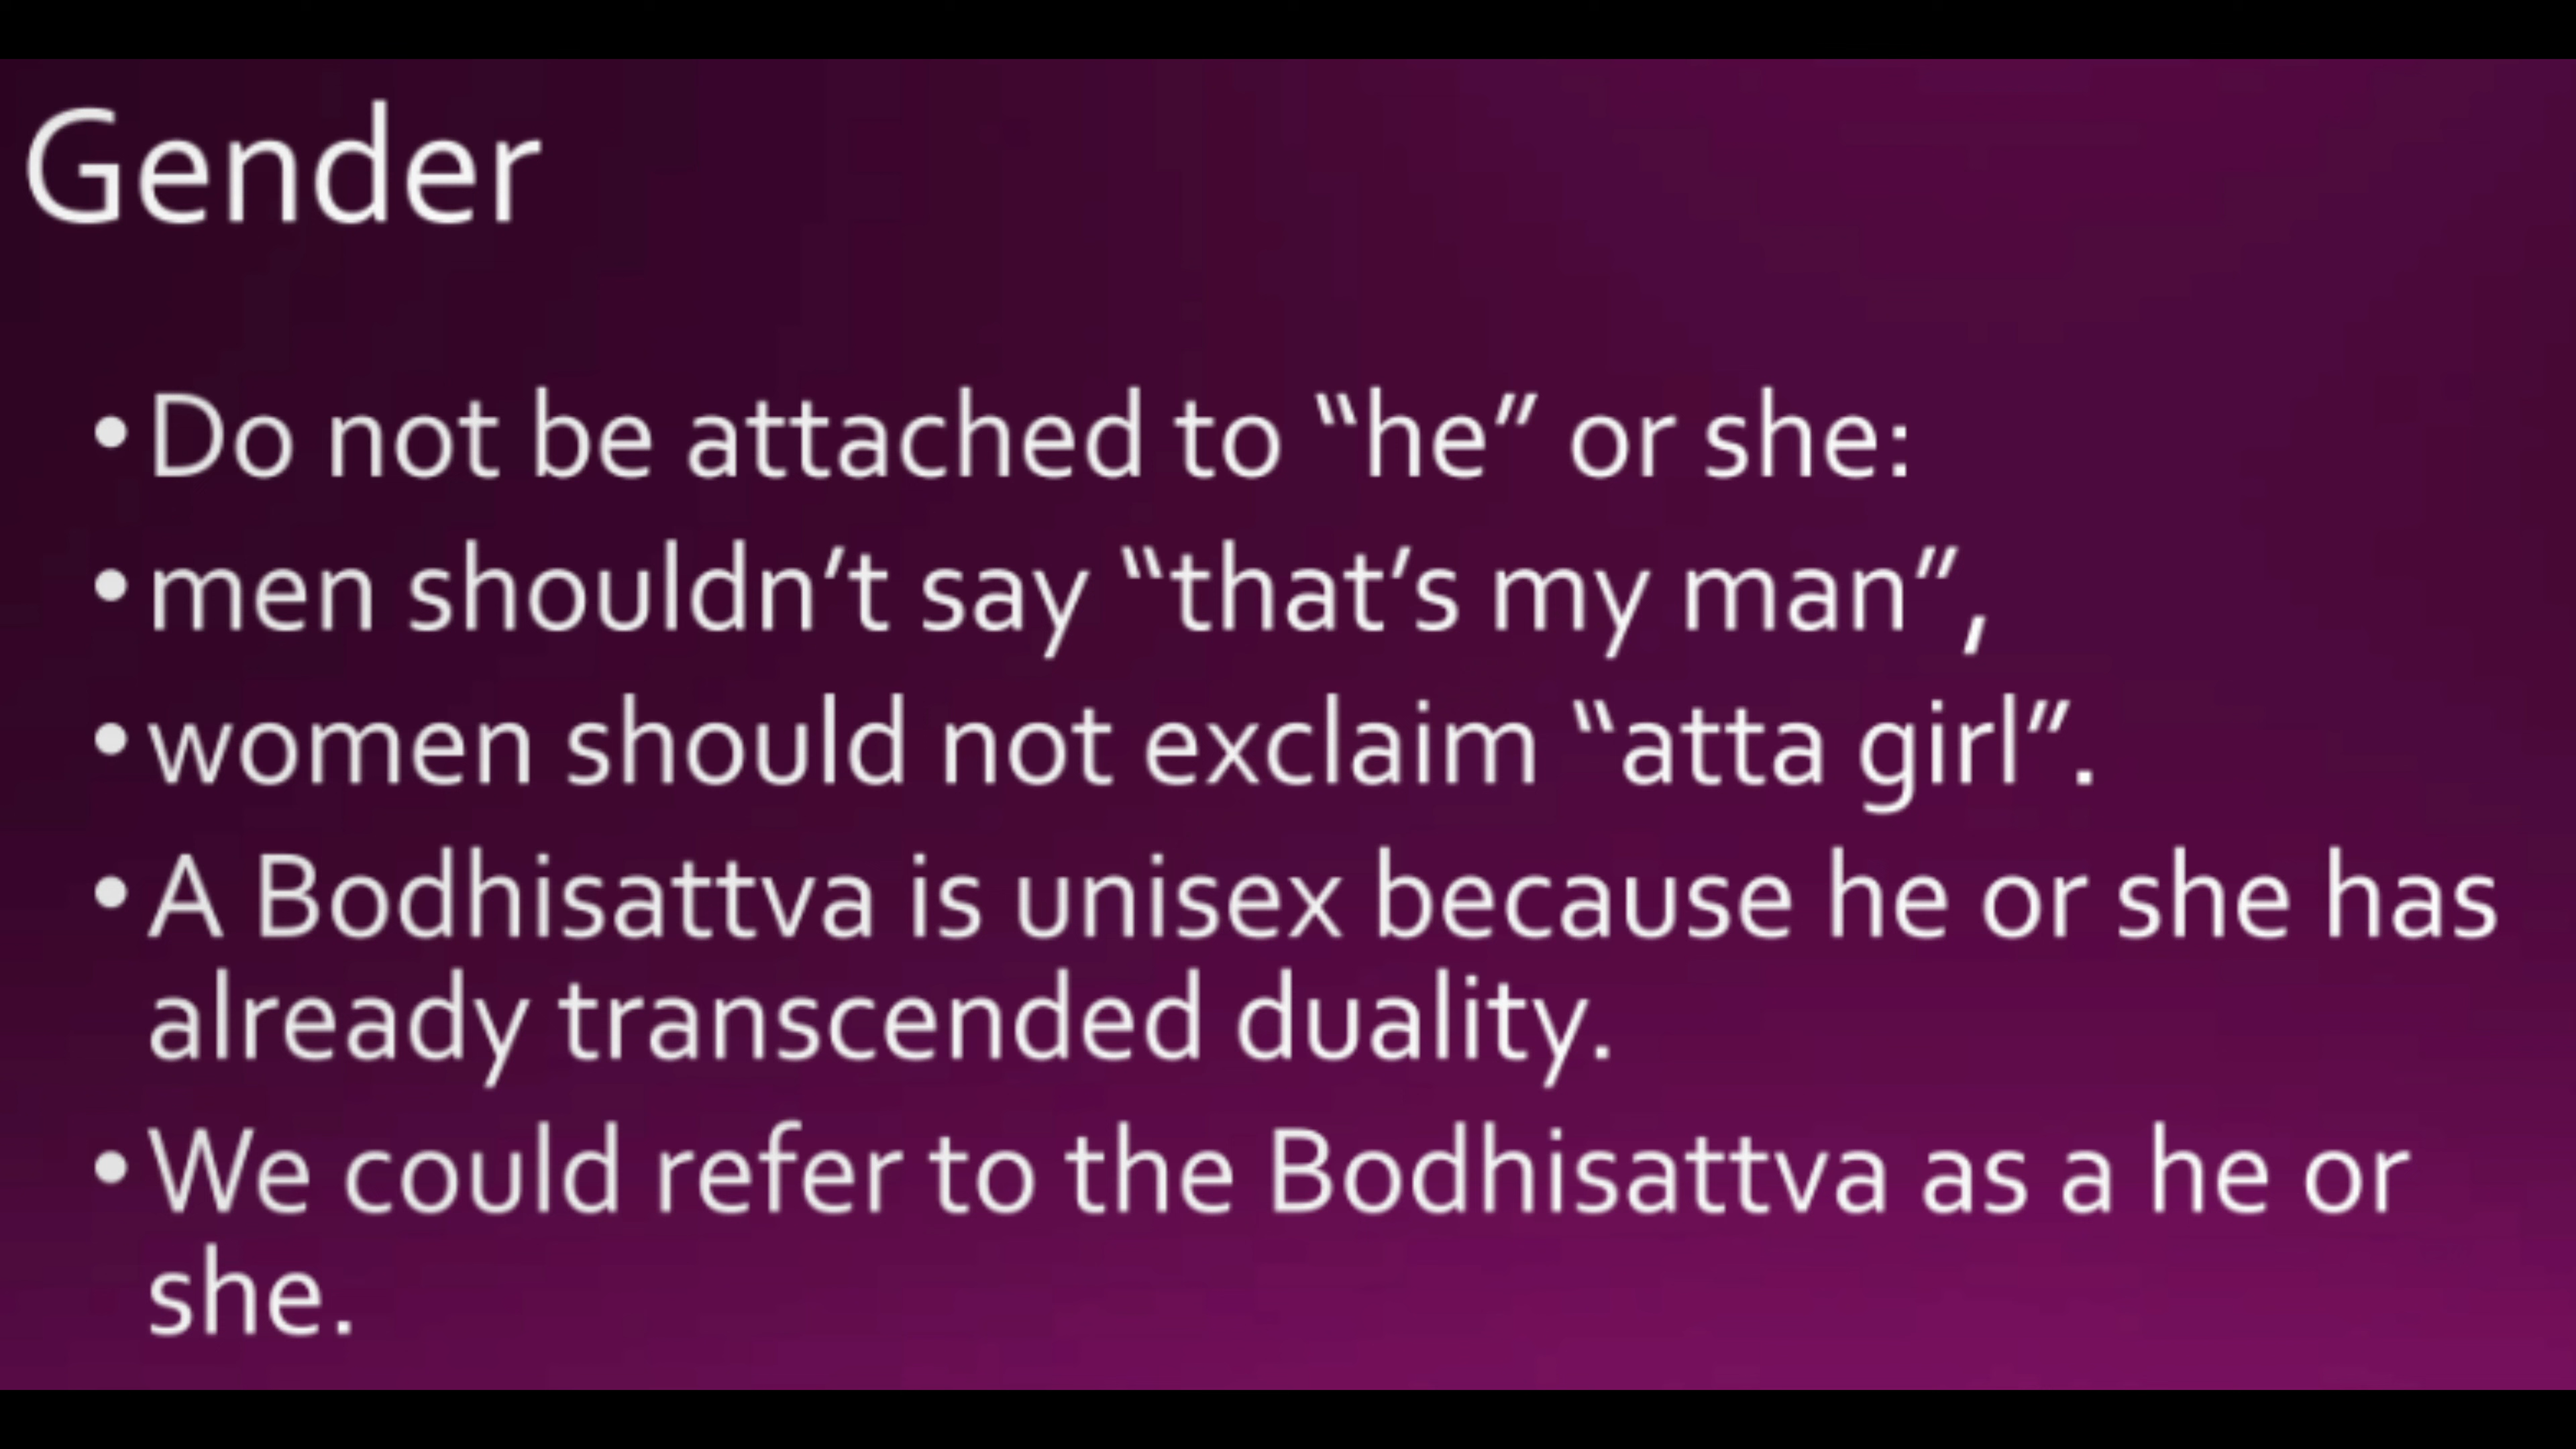 Gender
• Do not be attached to “he” or she:
• men shouldn’t say “that’s my man”,
• women should not exclaim “atta girl”.
• A Bodhisattva is unisex because he or she has
already transcended duality.
• We could refer to the Bodhisattva as a he or
she.